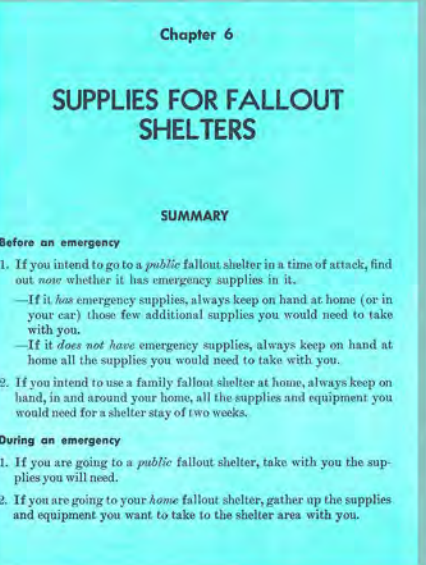 Chapter 6
SUPPLIES FOR FALLOUT
SHELTERS
SUMMARY
Before an emergency
1. If you intend to go to a public fallout shelter in a time of attack, find
out now whether it has emergency supplies in it.
—If it has emergency supplies, always keep on hand at home (or in
your car) those few additional supplies you would need to take
with you.
—If it does not have emergency supplies, always keep on hand at
home all the supplies you would need to take with you.
2. If you intend to use a family fallout shelter at home, always keep on
hand, in and around your home, all the supplies and equipment you
would need for a shelter stay of two weeks.
During an emergency
1. If you are going to a public fallout shelter, take with you the sup-
plies you will need.
2. If you are going to your home fallout shelter, gather up the supplies
and equipment you want to take to the shelter area with you.